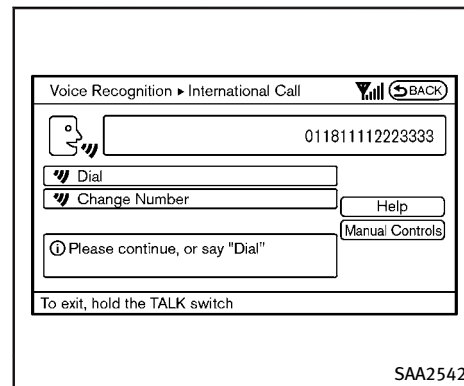 Voice Recognition ▸ International Call BACK
011811112223333
Dial
Change Number
Help
Manual Controls
Please continue, or say "Dial"
To exit, hold the TALK switch
SAA2542